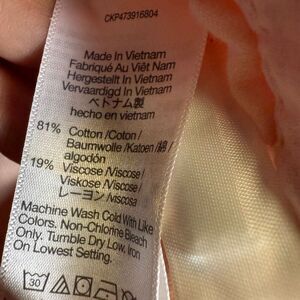 CKP473916804
Made In Vietnam
Fabriqué Au Viêt Nam
Hergestellt In Vietnam
Vervaardigd In Vietnam
ベトナム製
hecho en vietnam
81% Cotton /Coton/
Baumwolle /Katoen/綿/
algodón
19% Viscose /Viscose/
Viskose /Viscose/
レーヨン /viscosa
Machine Wash Cold With Like
Colors. Non-Chlorine Bleach
Only. Tumble Dry Low, Iron
On Lowest Setting.
30